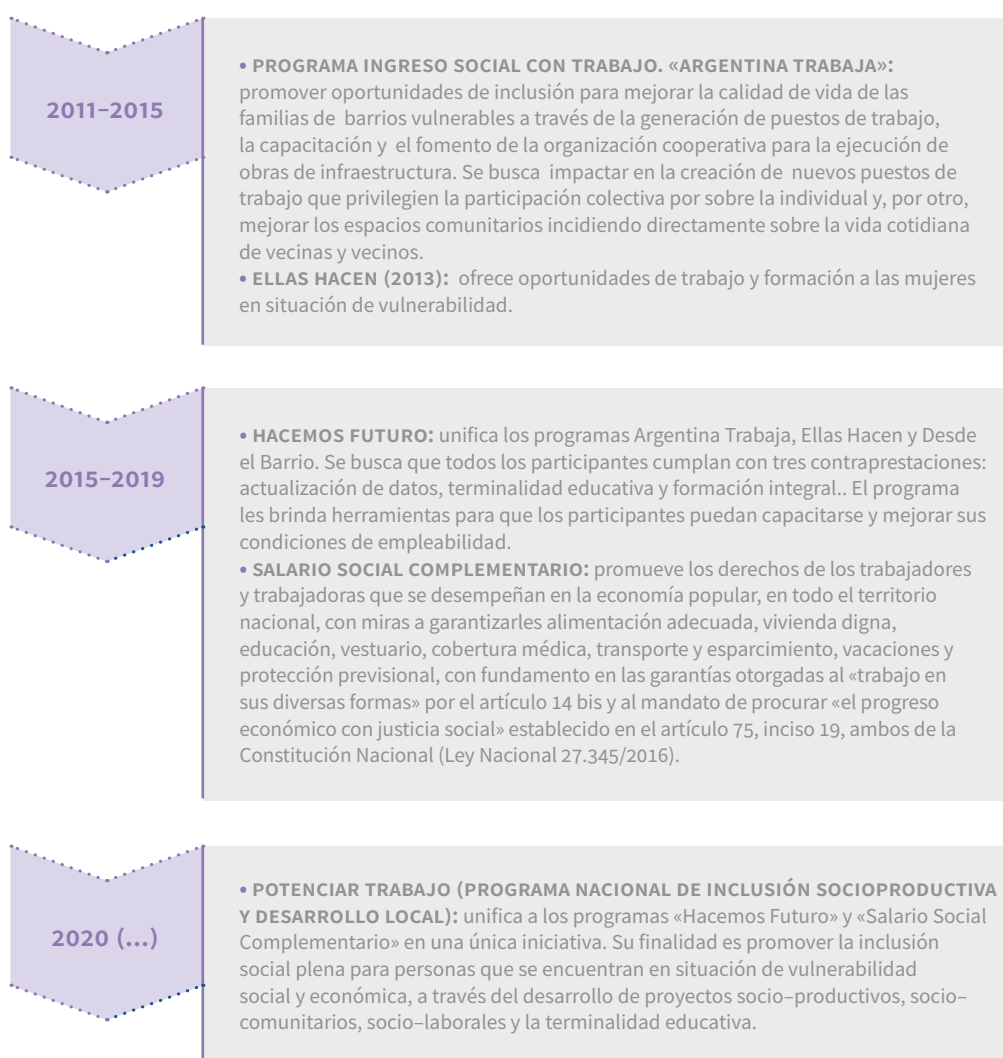 2011–2015
• PROGRAMA INGRESO SOCIAL CON TRABAJO. «ARGENTINA TRABAJA»:
promover oportunidades de inclusión para mejorar la calidad de vida de las
familias de barrios vulnerables a través de la generación de puestos de trabajo,
la capacitación y el fomento de la organización cooperativa para la ejecución de
obras de infraestructura. Se busca impactar en la creación de nuevos puestos de
trabajo que privilegien la participación colectiva por sobre la individual y, por otro,
mejorar los espacios comunitarios incidiendo directamente sobre la vida cotidiana
de vecinas y vecinos.
• ELLAS HACEN (2013): ofrece oportunidades de trabajo y formación a las mujeres
en situación de vulnerabilidad.
2015–2019
• HACEMOS FUTURO: unifica los programas Argentina Trabaja, Ellas Hacen y Desde
el Barrio. Se busca que todos los participantes cumplan con tres contraprestaciones:
actualización de datos, terminalidad educativa y formación integral.. El programa
les brinda herramientas para que los participantes puedan capacitarse y mejorar sus
condiciones de empleabilidad.
• SALARIO SOCIAL COMPLEMENTARIO: promueve los derechos de los trabajadores
y trabajadoras que se desempeñan en la economía popular, en todo el territorio
nacional, con miras a garantizarles alimentación adecuada, vivienda digna,
educación, vestuario, cobertura médica, transporte y esparcimiento, vacaciones y
protección previsional, con fundamento en las garantías otorgadas al «trabajo en
sus diversas formas» por el artículo 14 bis y al mandato de procurar «el progreso
económico con justicia social» establecido en el artículo 75, inciso 19, ambos de la
Constitución Nacional (Ley Nacional 27.345/2016).
2020 (...)
• POTENCIAR TRABAJO (PROGRAMA NACIONAL DE INCLUSIÓN SOCIOPRODUCTIVA
Y DESARROLLO LOCAL): unifica a los programas «Hacemos Futuro» y «Salario Social
Complementario» en una única iniciativa. Su finalidad es promover la inclusión
social plena para personas que se encuentran en situación de vulnerabilidad
social y económica, a través del desarrollo de proyectos socio–productivos, socio–
comunitarios, socio–laborales y la terminalidad educativa.